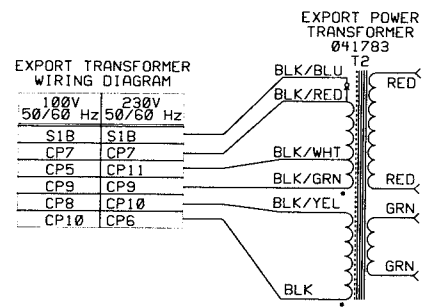 EXPORT POWER
TRANSFORMER
041783
T2
EXPORT TRANSFORMER
WIRING DIAGRAM
100V 230V
50/60 Hz 50/60 Hz
S1B S1B
CP7 CP7
CP5 CP11
CP9 CP9
CP8 CP10
CP10 CP6
BLK/BLU
BLK/RED
BLK/WHT
BLK/GRN
BLK/YEL
BLK
RED
RED
GRN
GRN